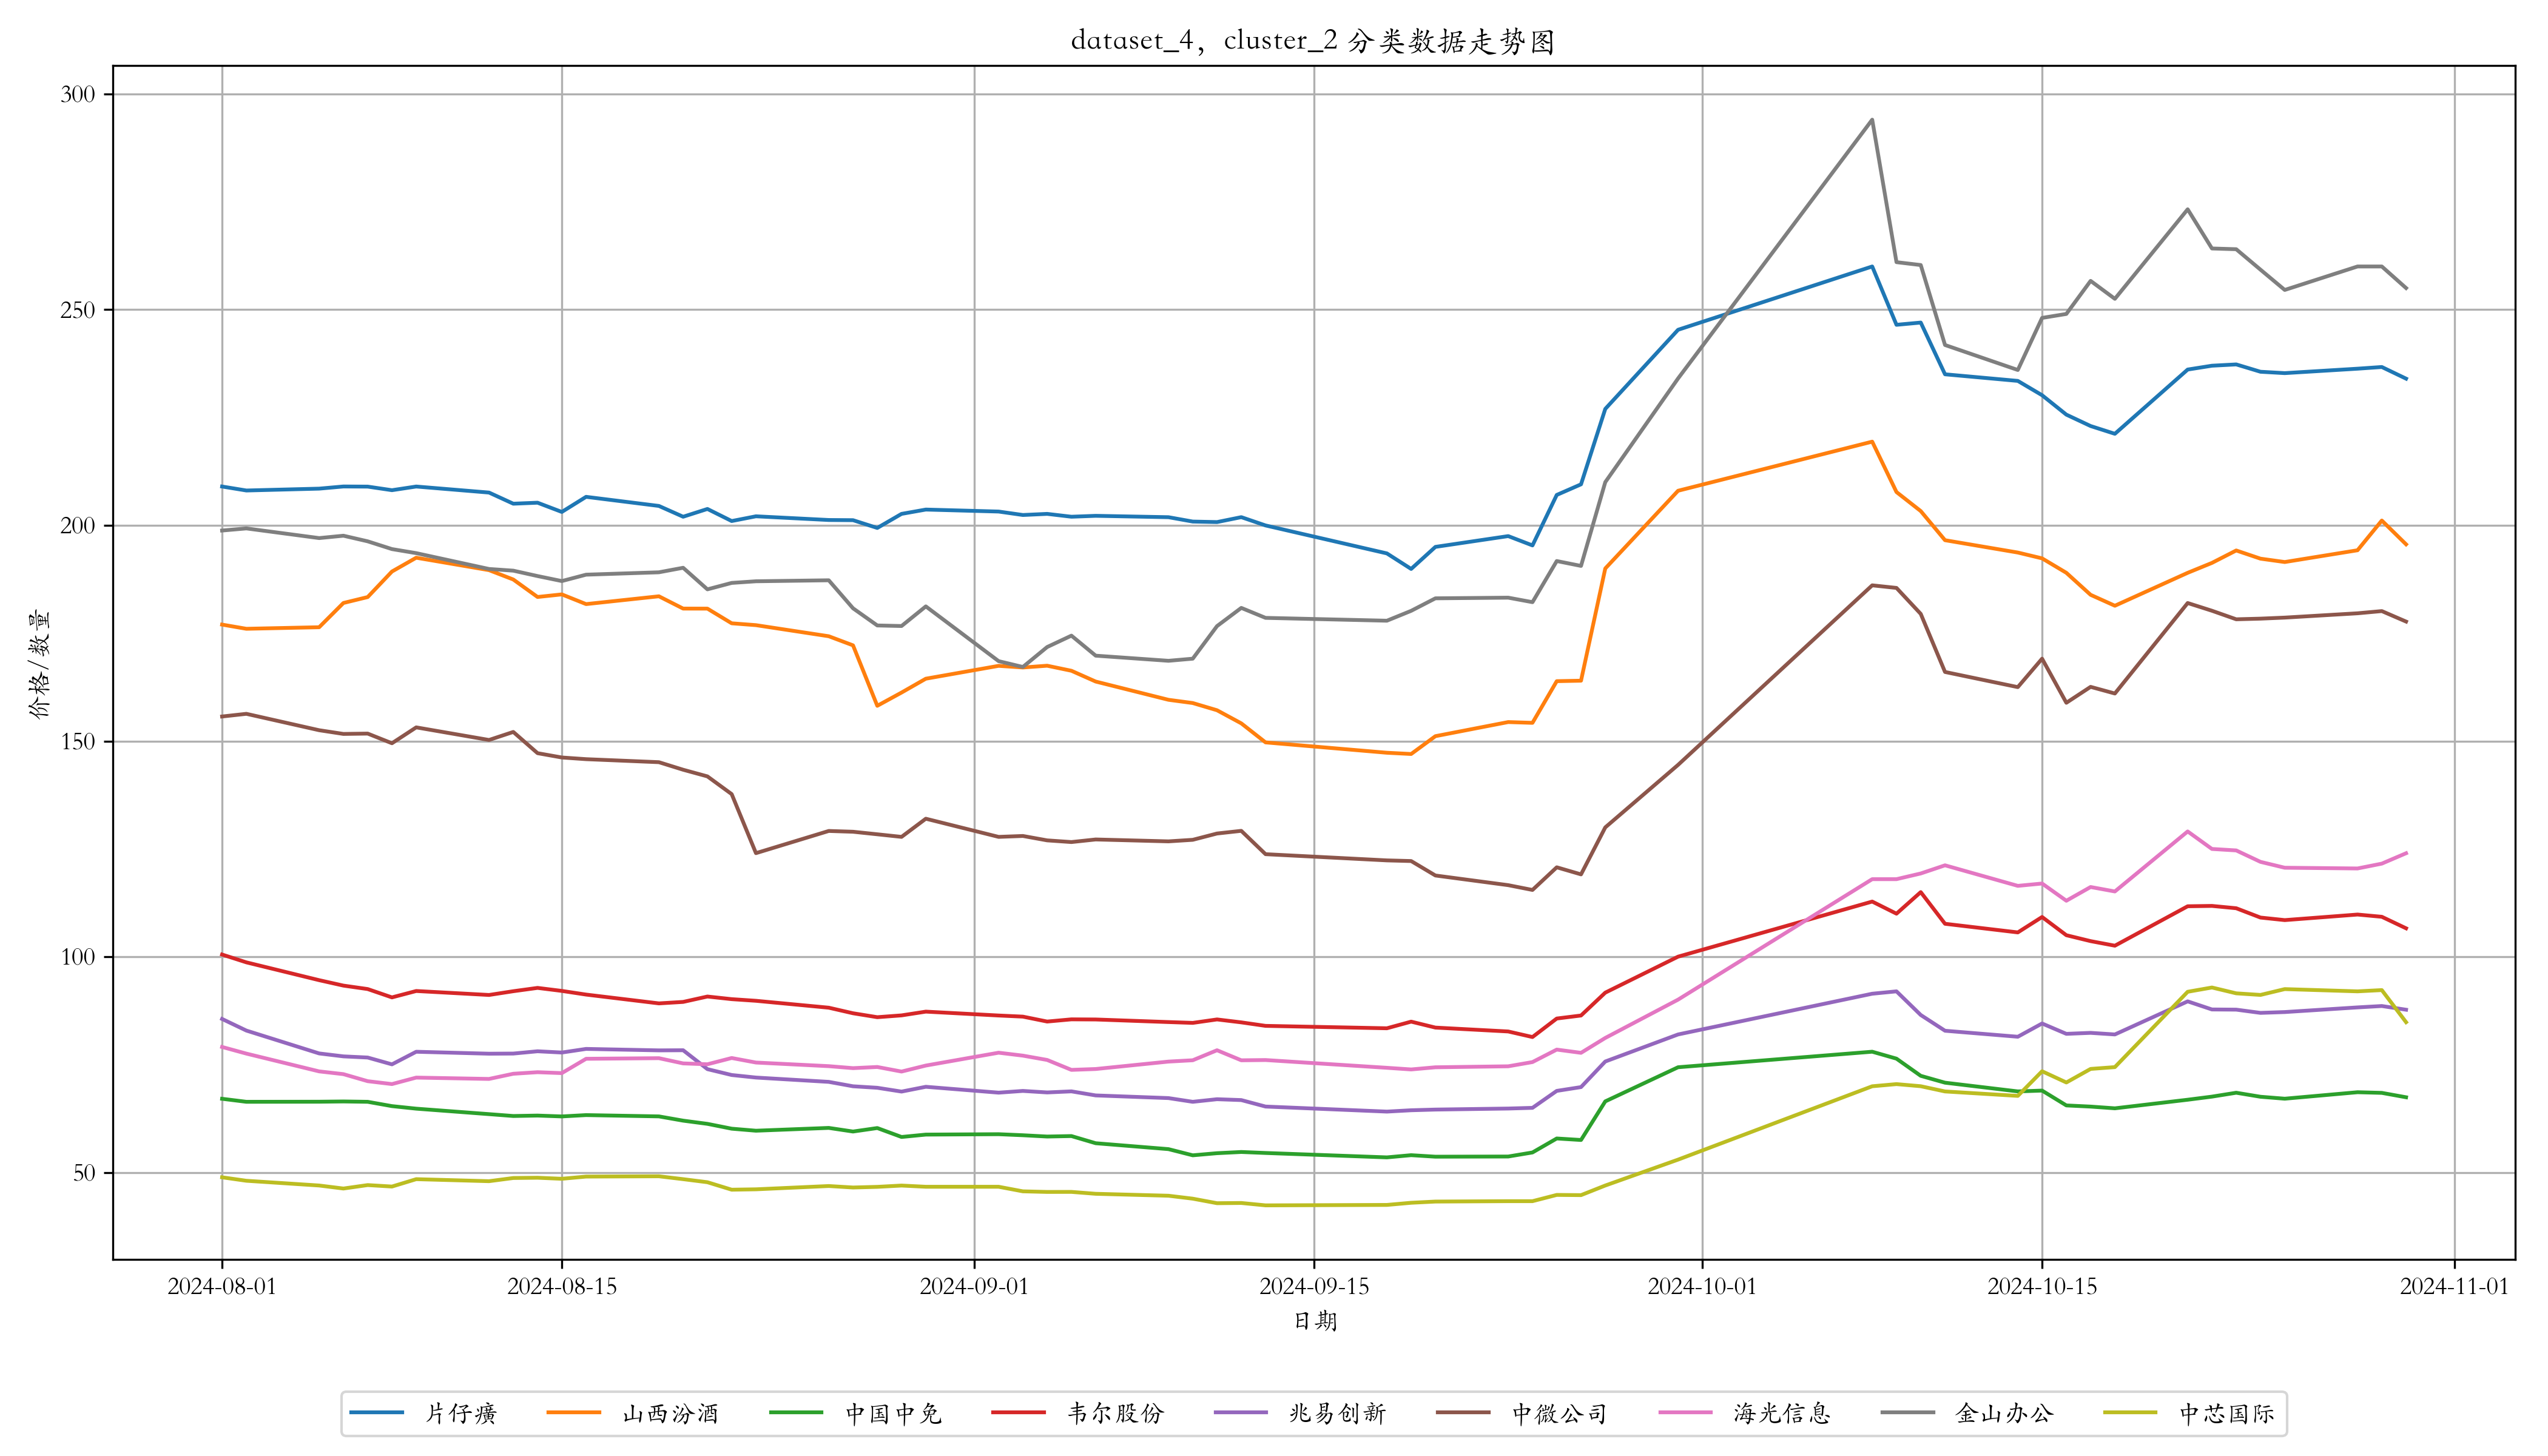 dataset_4，cluster_2 分类数据走势图
价格/数量
300
250
200
150
100
50
2024-08-01 2024-08-15 2024-09-01 2024-09-15 2024-10-01 2024-10-15 2024-11-01
日期
片仔癀 山西汾酒 中国中免 韦尔股份 兆易创新 中微公司 海光信息 金山办公 中芯国际